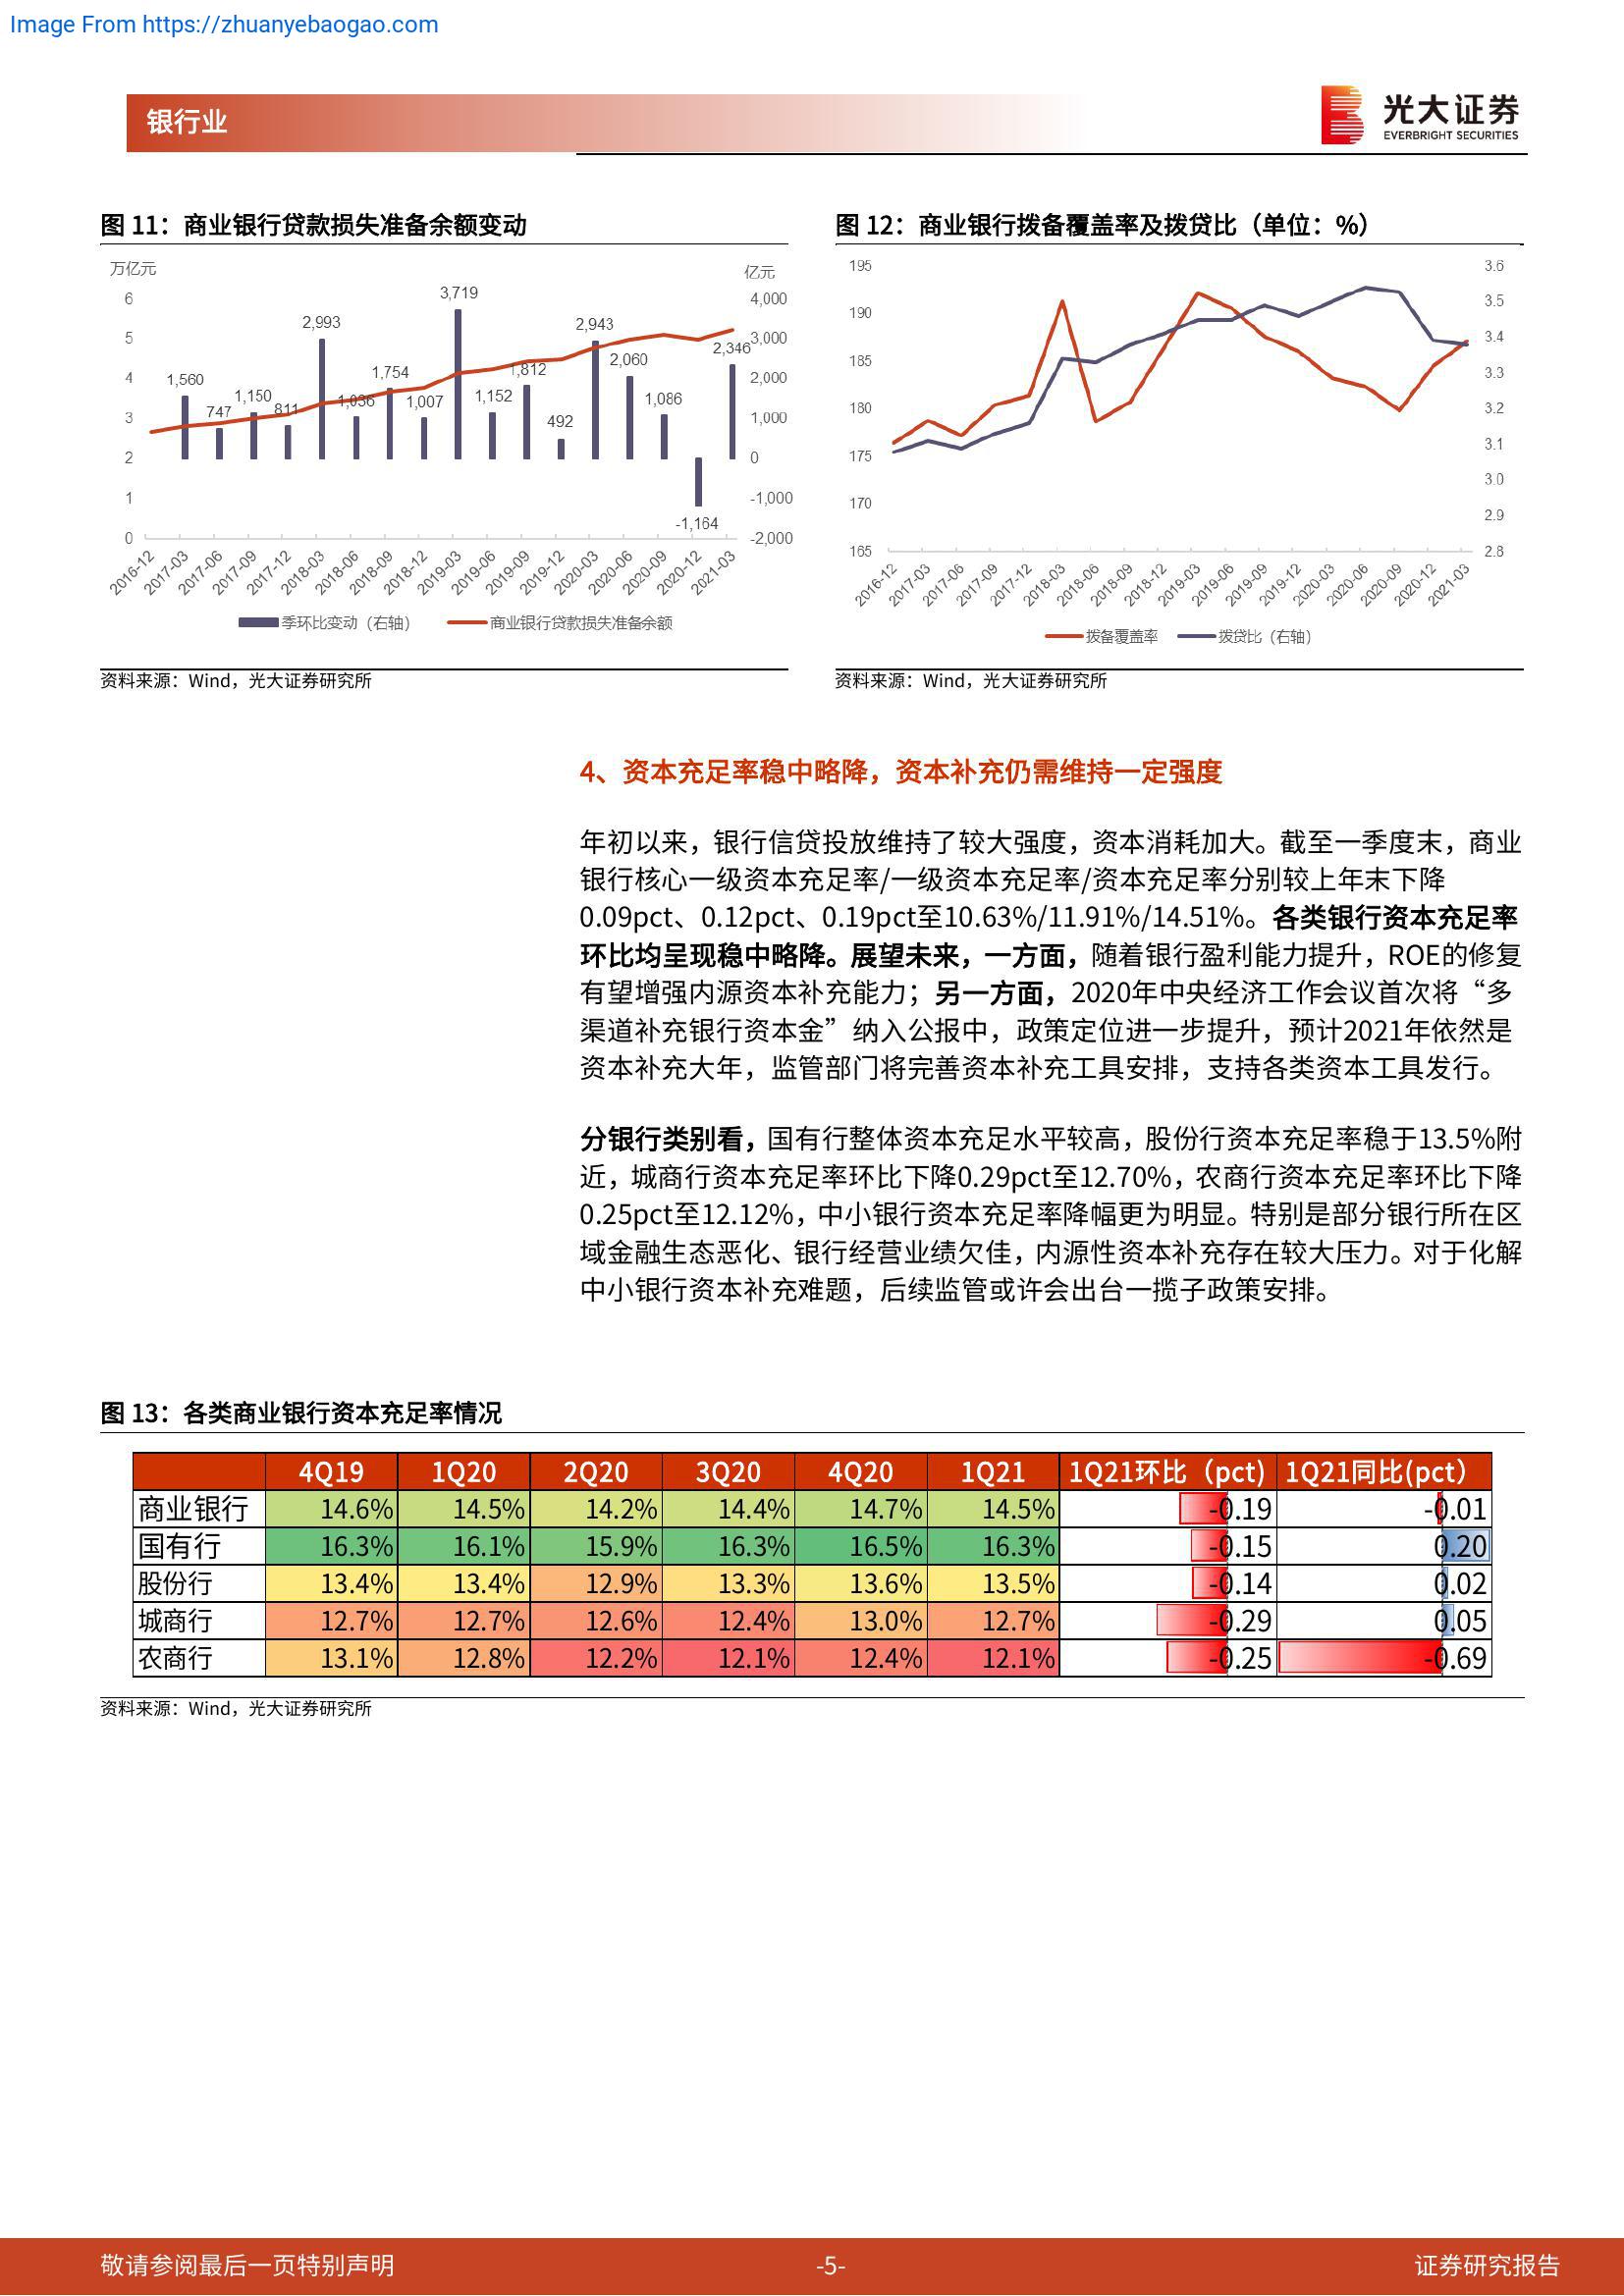 Image From https://zhuanyebaogao.com
银行业
光大证券
EVERBRIGHT SECURITIES
图 11：商业银行贷款损失准备余额变动
万亿元
亿元
6
5
4
3
2
1
0
4,000
3,000
2,000
1,000
0
-1,000
-2,000
1,560
747
1,150
811
2,993
1,036
1,754
1,007
3,719
1,152
1,812
492
2,943
2,060
1,086
-1,164
2,346
2016-12
2017-03
2017-06
2017-09
2017-12
2018-03
2018-06
2018-09
2018-12
2019-03
2019-06
2019-09
2019-12
2020-03
2020-06
2020-09
2020-12
2021-03
季环比变动（右轴） 商业银行贷款损失准备余额
资料来源：Wind，光大证券研究所
图 12：商业银行拨备覆盖率及拨贷比（单位：%）
195
190
185
180
175
170
165
3.6
3.5
3.4
3.3
3.2
3.1
3.0
2.9
2.8
2016-12
2017-03
2017-06
2017-09
2017-12
2018-03
2018-06
2018-09
2018-12
2019-03
2019-06
2019-09
2019-12
2020-03
2020-06
2020-09
2020-12
2021-03
拨备覆盖率 拨贷比（右轴）
资料来源：Wind，光大证券研究所
4、资本充足率稳中略降，资本补充仍需维持一定强度
年初以来，银行信贷投放维持了较大强度，资本消耗加大。截至一季度末，商业
银行核心一级资本充足率/一级资本充足率/资本充足率分别较上年末下降
0.09pct、0.12pct、0.19pct至10.63%/11.91%/14.51%。各类银行资本充足率
环比均呈现稳中略降。展望未来，一方面，随着银行盈利能力提升，ROE的修复
有望增强内源资本补充能力；另一方面，2020年中央经济工作会议首次将“多
渠道补充银行资本金”纳入公报中，政策定位进一步提升，预计2021年依然是
资本补充大年，监管部门将完善资本补充工具安排，支持各类资本工具发行。
分银行类别看，国有行整体资本充足水平较高，股份行资本充足率稳于13.5%附
近，城商行资本充足率环比下降0.29pct至12.70%，农商行资本充足率环比下降
0.25pct至12.12%，中小银行资本充足率降幅更为明显。特别是部分银行所在区
域金融生态恶化、银行经营业绩欠佳，内源性资本补充存在较大压力。对于化解
中小银行资本补充难题，后续监管或许会出台一揽子政策安排。
图 13：各类商业银行资本充足率情况
4Q19 1Q20 2Q20 3Q20 4Q20 1Q21 1Q21环比（pct） 1Q21同比(pct）
商业银行 14.6% 14.5% 14.2% 14.4% 14.7% 14.5% -0.19 -0.01
国有行 16.3% 16.1% 15.9% 16.3% 16.5% 16.3% -0.15 0.20
股份行 13.4% 13.4% 12.9% 13.3% 13.6% 13.5% -0.14 0.02
城商行 12.7% 12.7% 12.6% 12.4% 13.0% 12.7% -0.29 0.05
农商行 13.1% 12.8% 12.2% 12.1% 12.4% 12.1% -0.25 -0.69
资料来源：Wind，光大证券研究所
敬请参阅最后一页特别声明 -5- 证券研究报告